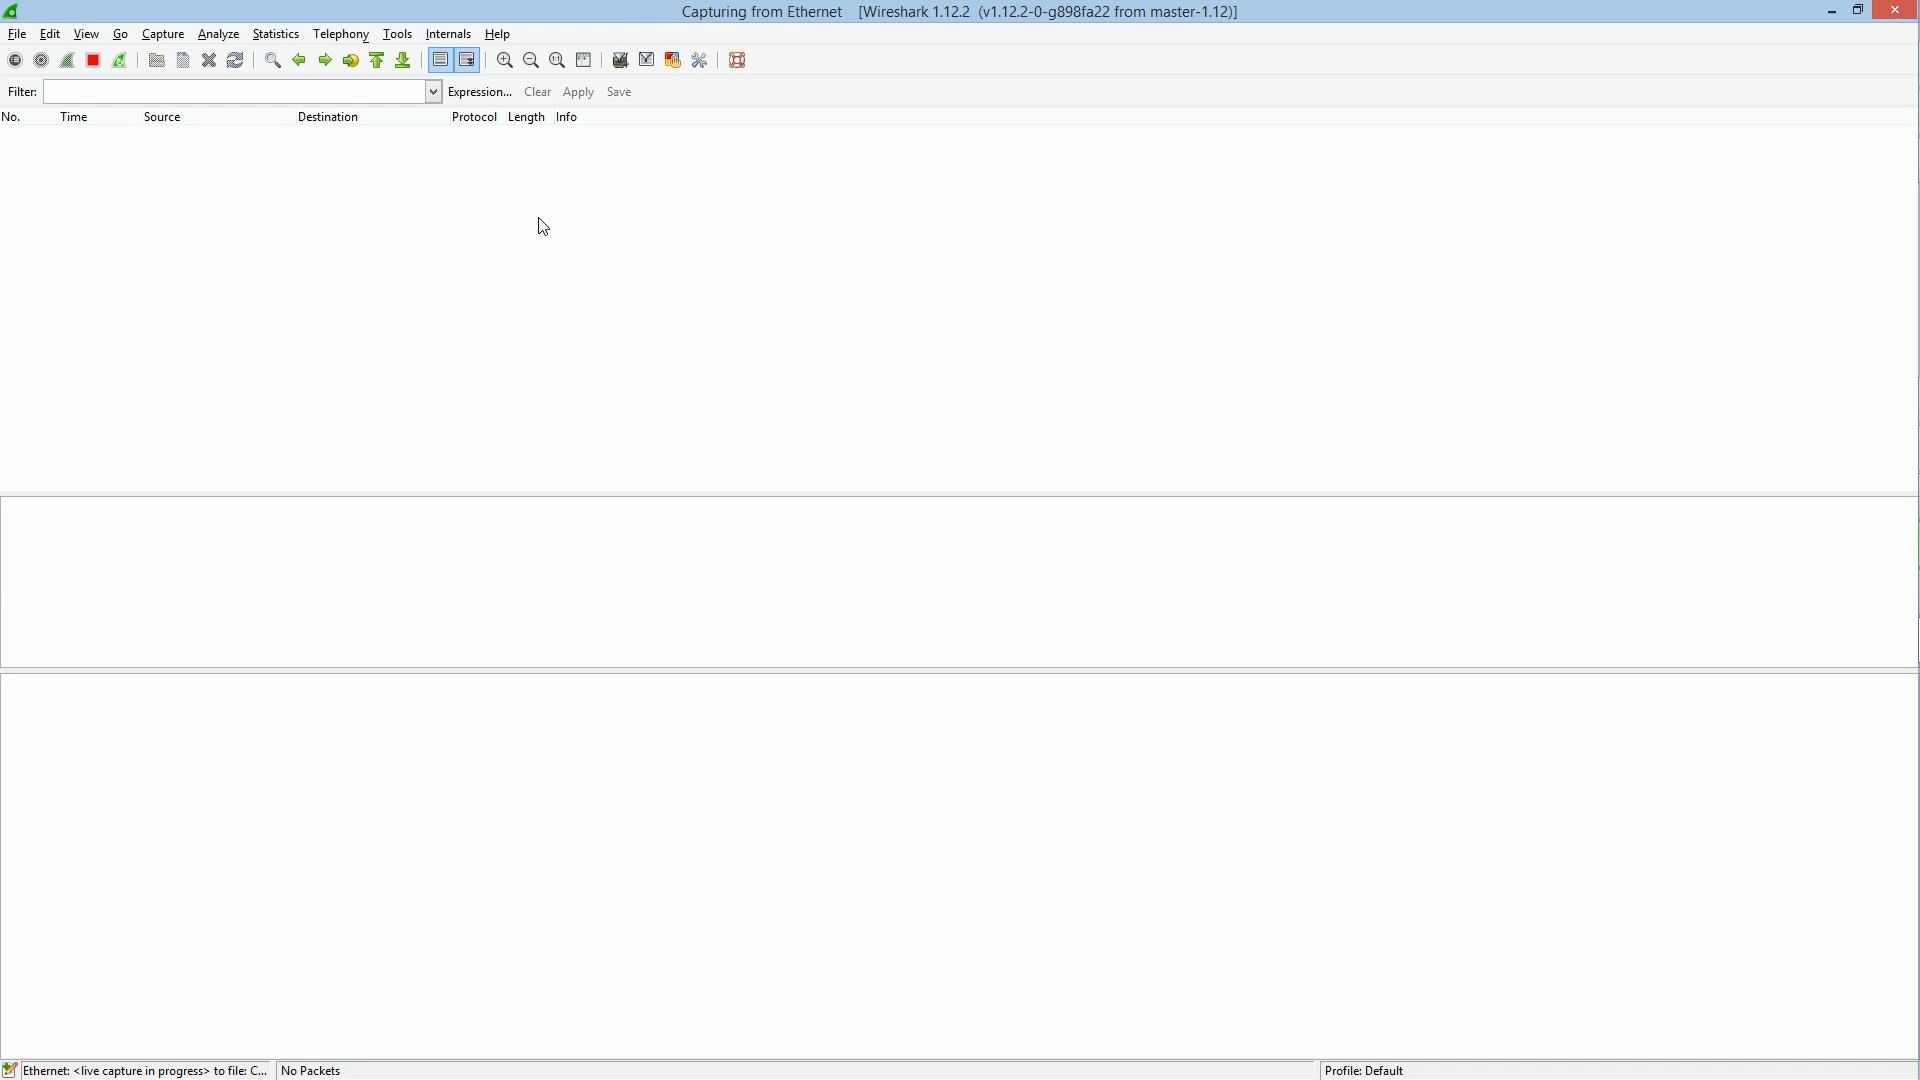 Capturing from Ethernet [Wireshark 1.12.2 (v1.12.2-0-g898fa22 from master-1.12)]
File Edit View Go Capture Analyze Statistics Telephony Tools Internals Help
Filter: Expression... Clear Apply Save
No. Time Source Destination Protocol Length Info
Ethernet: <live capture in progress> to file: C... No Packets Profile: Default